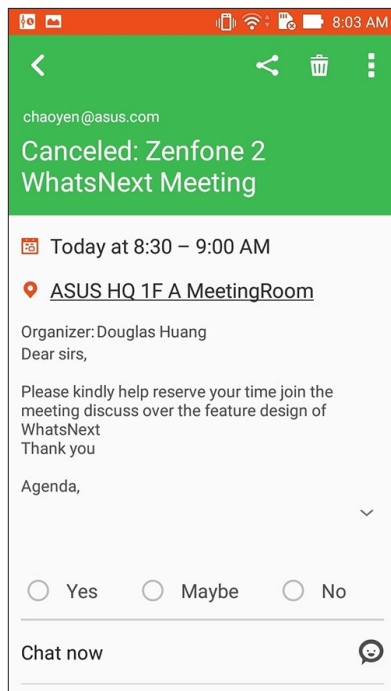 8:03 AM
chaoyen@asus.com
Canceled: Zenfone 2
WhatsNext Meeting
Today at 8:30 – 9:00 AM
ASUS HQ 1F A MeetingRoom
Organizer: Douglas Huang
Dear sirs,
Please kindly help reserve your time join the
meeting discuss over the feature design of
WhatsNext
Thank you
Agenda,
Yes
Maybe
No
Chat now